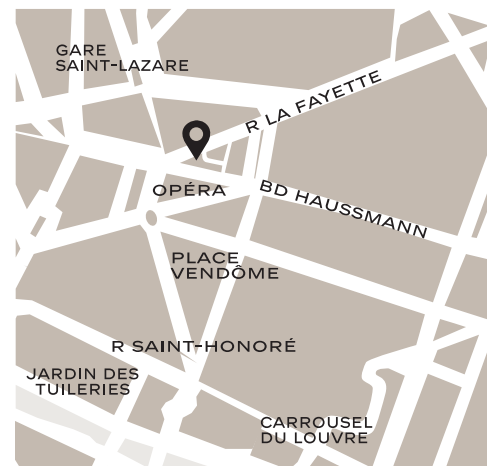 GARE
SAINT-LAZARE
R LA FAYETTE
OPÉRA
BD HAUSSMANN
PLACE
VENDÔME
R SAINT-HONORÉ
JARDIN DES
TUILERIES
CARROUSEL
DU LOUVRE